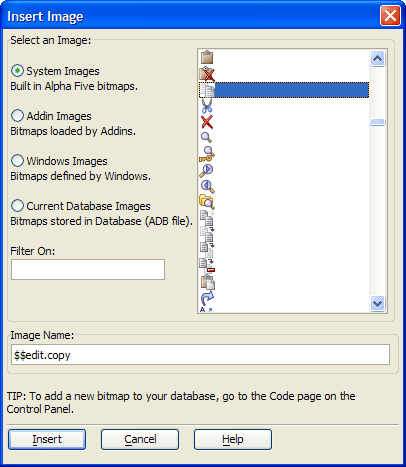 Insert Image
Select an Image:
System Images
Built in Alpha Five bitmaps.
Addin Images
Bitmaps loaded by Addins.
Windows Images
Bitmaps defined by Windows.
Current Database Images
Bitmaps stored in Database (ADB file).
Filter On:
Image Name:
$$edit.copy
TIP: To add a new bitmap to your database, go to the Code page on the
Control Panel.
Insert Cancel Help